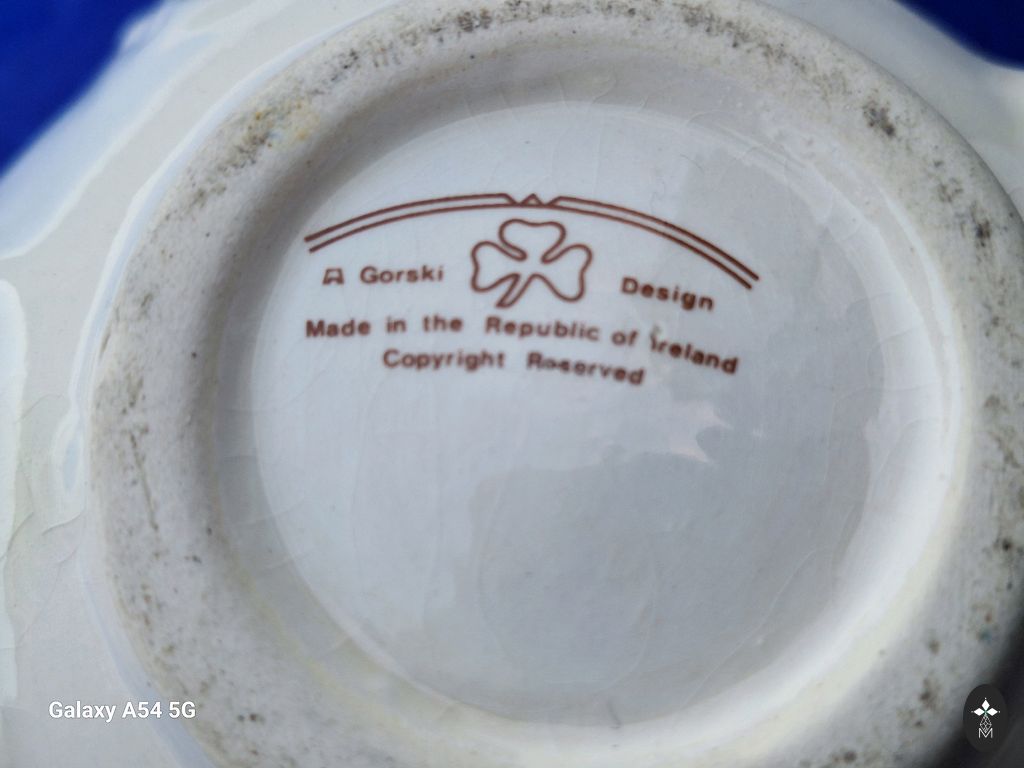 A Gorski Design
Made in the Republic of Ireland
Copyright Reserved
Galaxy A54 5G
M